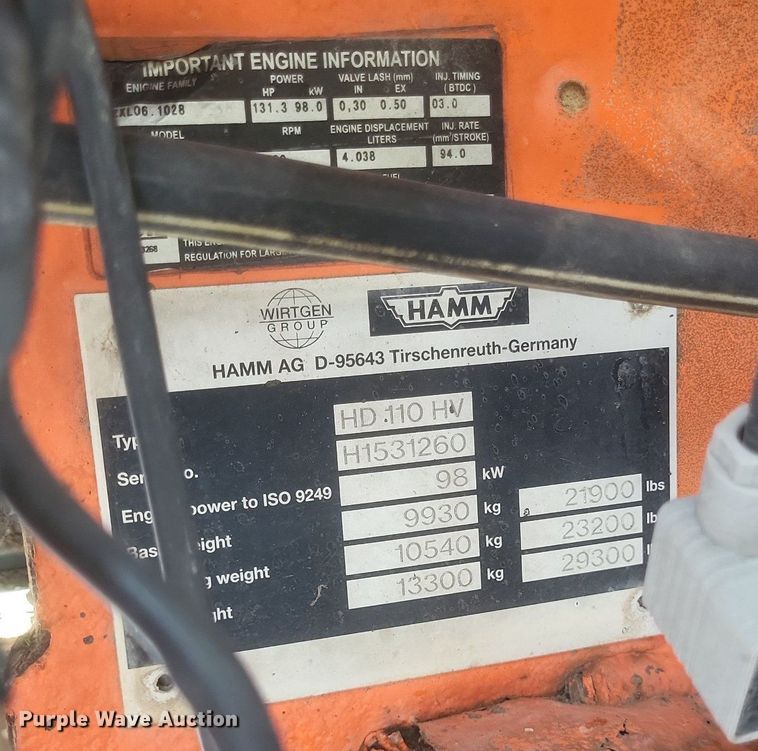 IMPORTANT ENGINE INFORMATION
ENGINE FAMILY POWER VALVE LASH (mm) INJ. TIMING
HP kW IN EX (BTDC)
XL06.1028 131.3 98.0 0,30 0.50 03.0
MODEL RPM ENGINE DISPLACEMENT INJ. RATE
LITERS (mm³/STROKE)
4.038 94.0
THIS
REGULATION FOR
WIRTGEN
GROUP
HAMM
HAMM AG D-95643 Tirschenreuth-Germany
HD 110 HV
H1531260
power to ISO 9249 98 kW
9930 kg 21900 lbs
weight 10540 kg 23200
13300 kg 29300
Purple Wave Auction